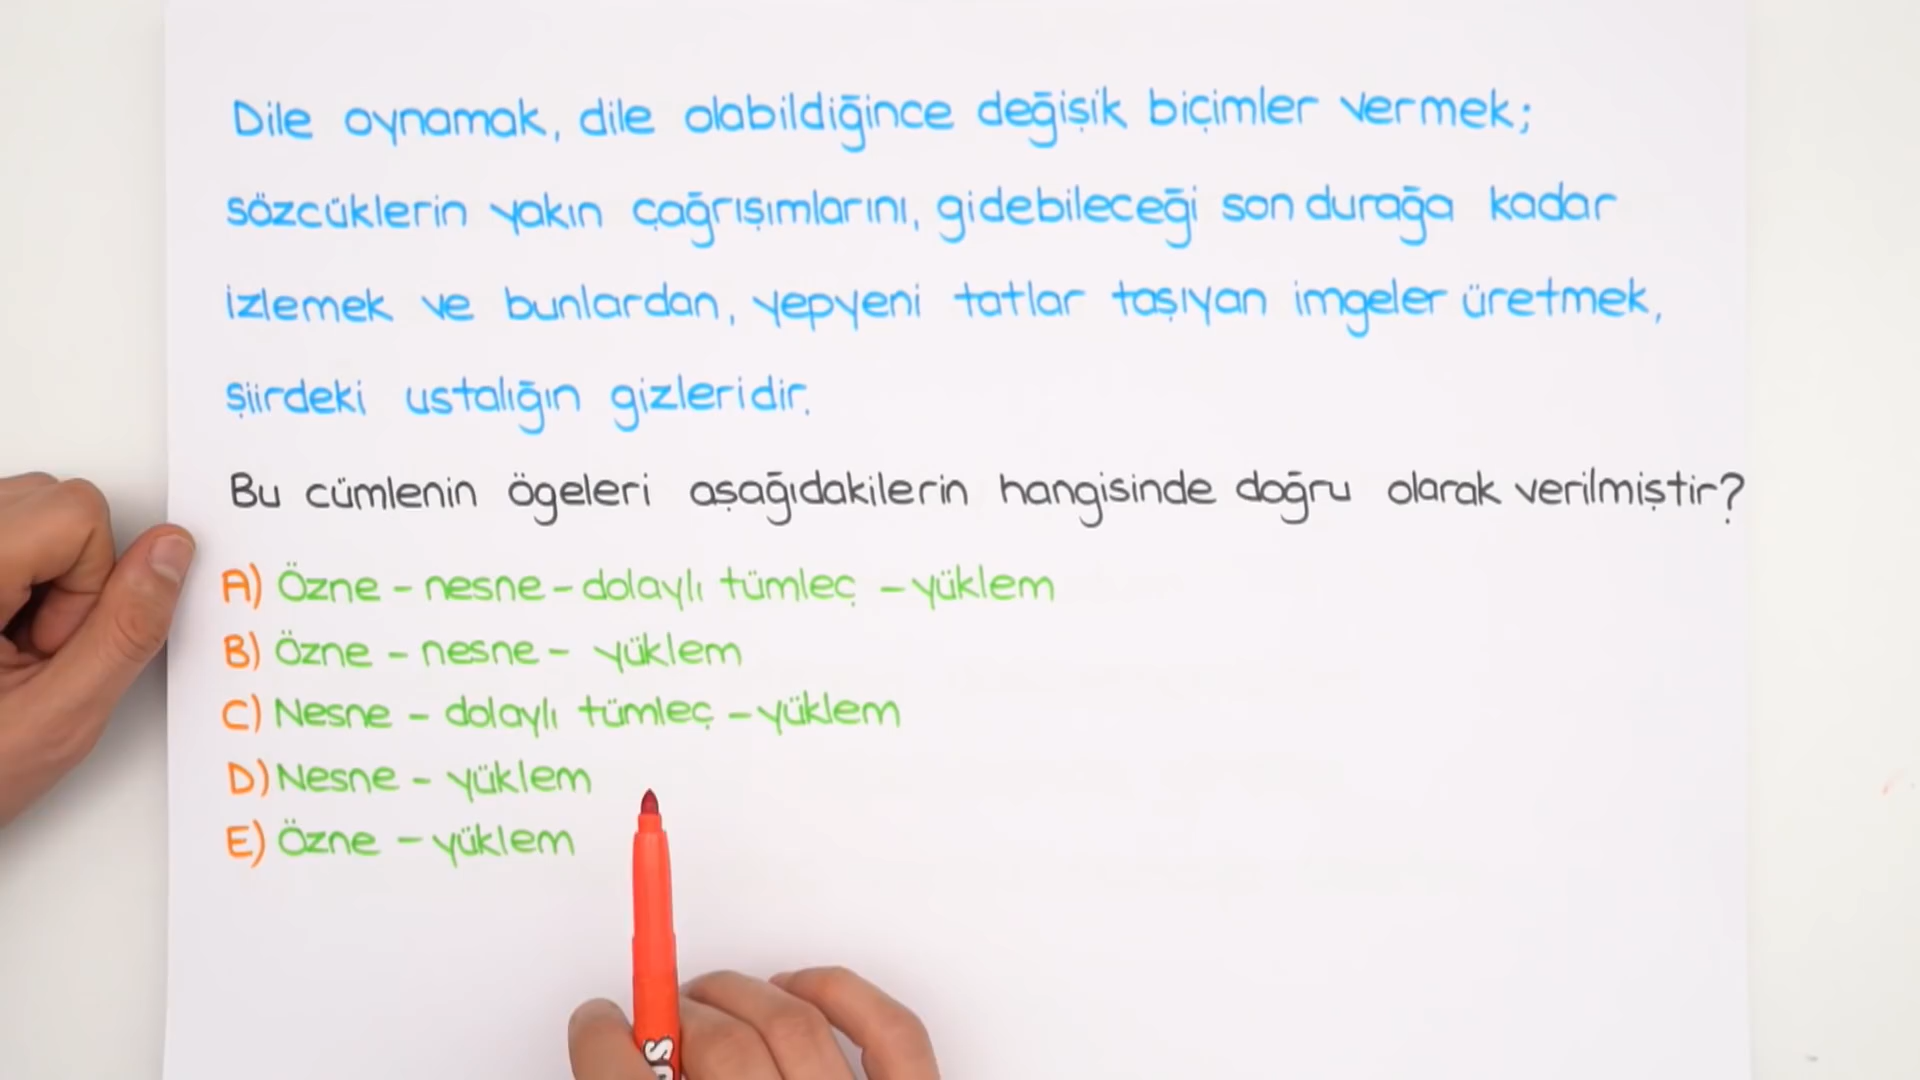 Dile oynamak, dile olabildiğince değişik biçimler vermek;
sözcüklerin yakın çağrışımlarını, gidebileceği son durağa kadar
izlemek ve bunlardan, yepyeni tatlar taşıyan imgeler üretmek,
şiirdeki ustalığın gizleridir.
Bu cümlenin ögeleri aşağıdakilerin hangisinde doğru olarak verilmiştir?
A) Özne - nesne - dolaylı tümleç - yüklem
B) Özne - nesne - yüklem
C) Nesne - dolaylı tümleç - yüklem
D) Nesne - yüklem
E) Özne - yüklem